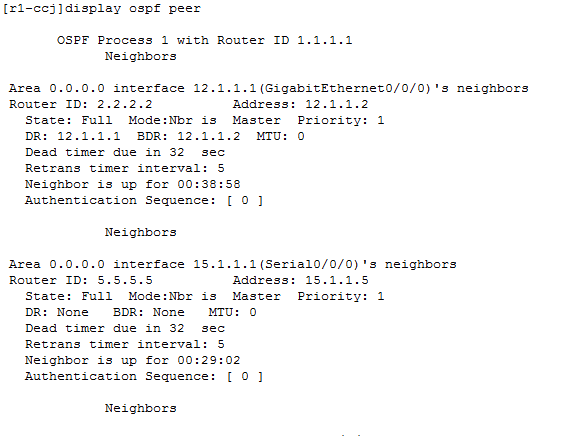 [r1-ccj]display ospf peer
OSPF Process 1 with Router ID 1.1.1.1
Neighbors
Area 0.0.0.0 interface 12.1.1.1(GigabitEthernet0/0/0)'s neighbors
Router ID: 2.2.2.2          Address: 12.1.1.2
State: Full  Mode:Nbr is  Master  Priority: 1
DR: 12.1.1.1  BDR: 12.1.1.2  MTU: 0
Dead timer due in 32  sec
Retrans timer interval: 5
Neighbor is up for 00:38:58
Authentication Sequence: [ 0 ]
Neighbors
Area 0.0.0.0 interface 15.1.1.1(Serial0/0/0)'s neighbors
Router ID: 5.5.5.5          Address: 15.1.1.5
State: Full  Mode:Nbr is  Master  Priority: 1
DR: None   BDR: None   MTU: 0
Dead timer due in 32  sec
Retrans timer interval: 5
Neighbor is up for 00:29:02
Authentication Sequence: [ 0 ]
Neighbors